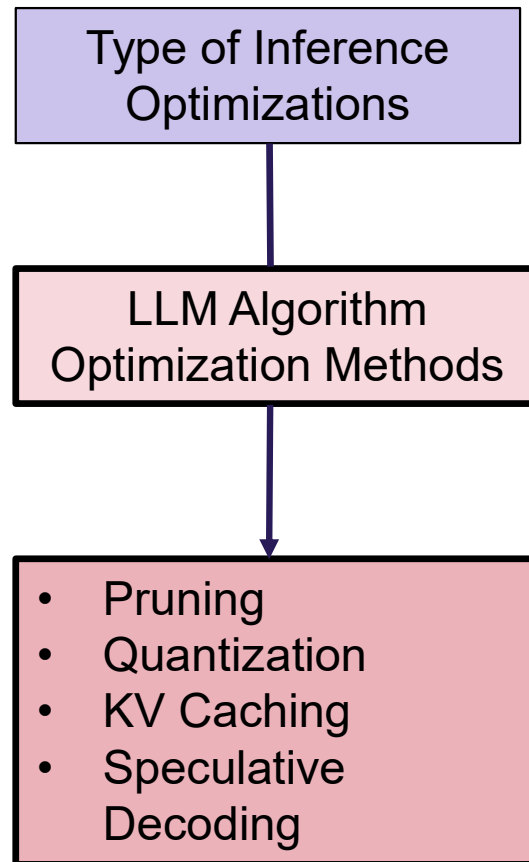 Type of Inference
Optimizations
LLM Algorithm
Optimization Methods
• Pruning
• Quantization
• KV Caching
• Speculative
Decoding